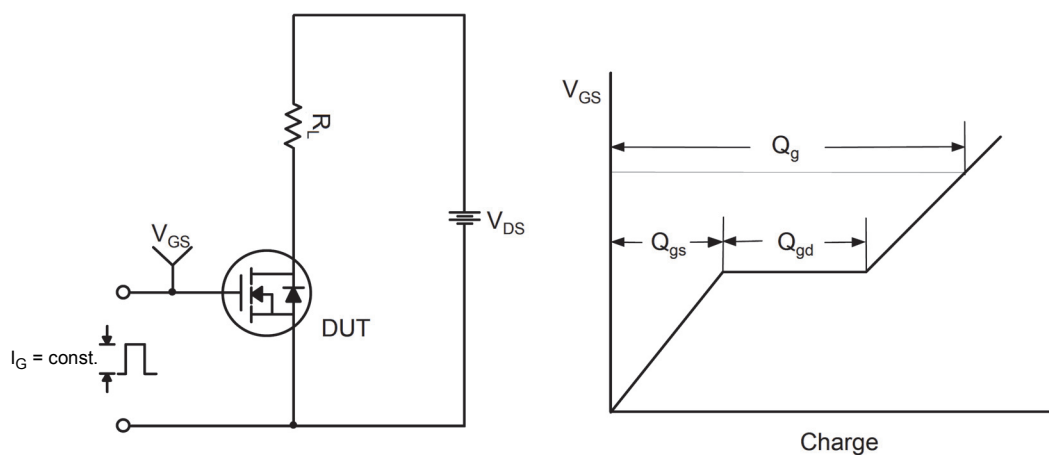 R_L
V_GS
V_DS
DUT
I_G = const.
V_GS
Q_g
Q_gs
Q_gd
Charge